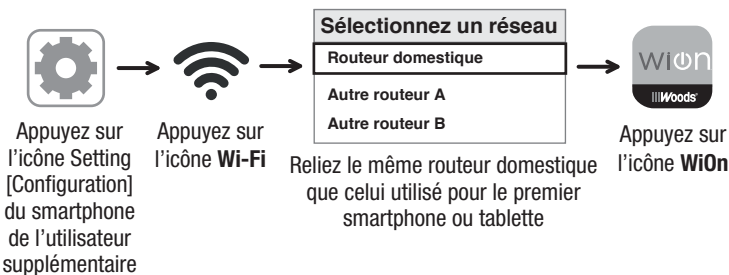 Appuyez sur
l'icône Setting
[Configuration]
du smartphone
de l'utilisateur
supplémentaire
Appuyez sur
l'icône Wi-Fi
Sélectionnez un réseau
Routeur domestique
Autre routeur A
Autre routeur B
Reliez le même routeur domestique
que celui utilisé pour le premier
smartphone ou tablette
WiOn
Woods
Appuyez sur
l'icône WiOn